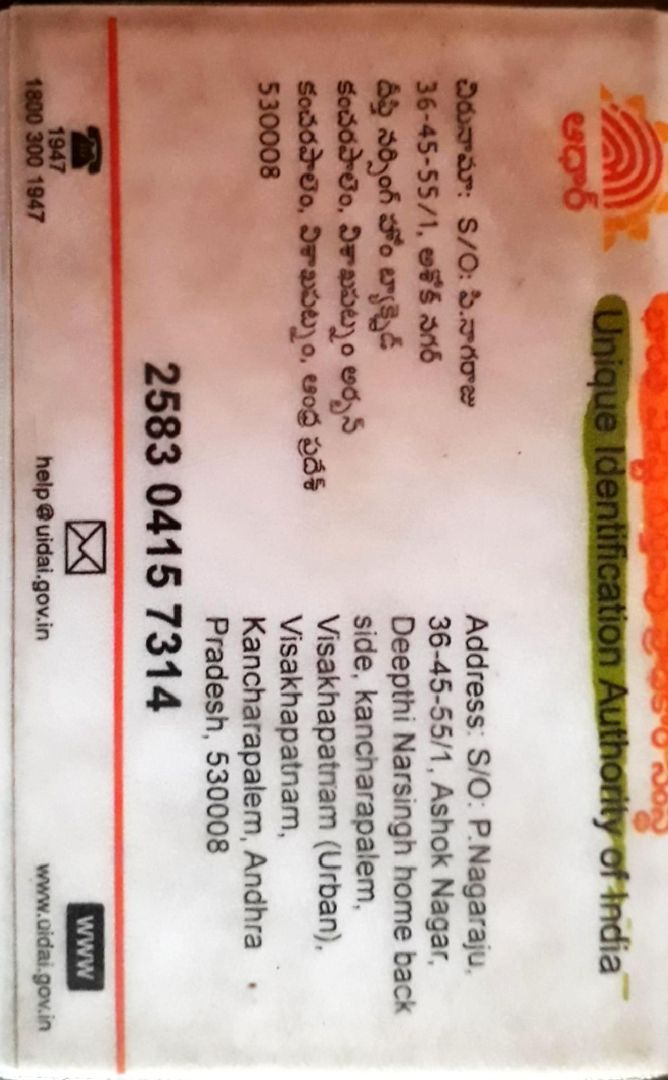 ఆధార్
Unique Identification Authority of India
చిరునామా: S/O: పి.నాగరాజు
36-45-55/1, అశోక్ నగర్
దీప్తి నర్సింగ్ హోం బ్యాక్సైడ్
కంచరపాలెం, విశాఖపట్నం అర్బన్
కంచరపాలెం, విశాఖపట్నం, ఆంధ్ర ప్రదేశ్
530008
Address: S/O: P.Nagaraju,
36-45-55/1, Ashok Nagar,
Deepthi Narsingh home back
side, kancharapalem,
Visakhapatnam (Urban),
Visakhapatnam,
Kancharapalem, Andhra
Pradesh, 530008
2583 0415 7314
1947
1800 300 1947
help@uidai.gov.in
www
www.uidai.gov.in